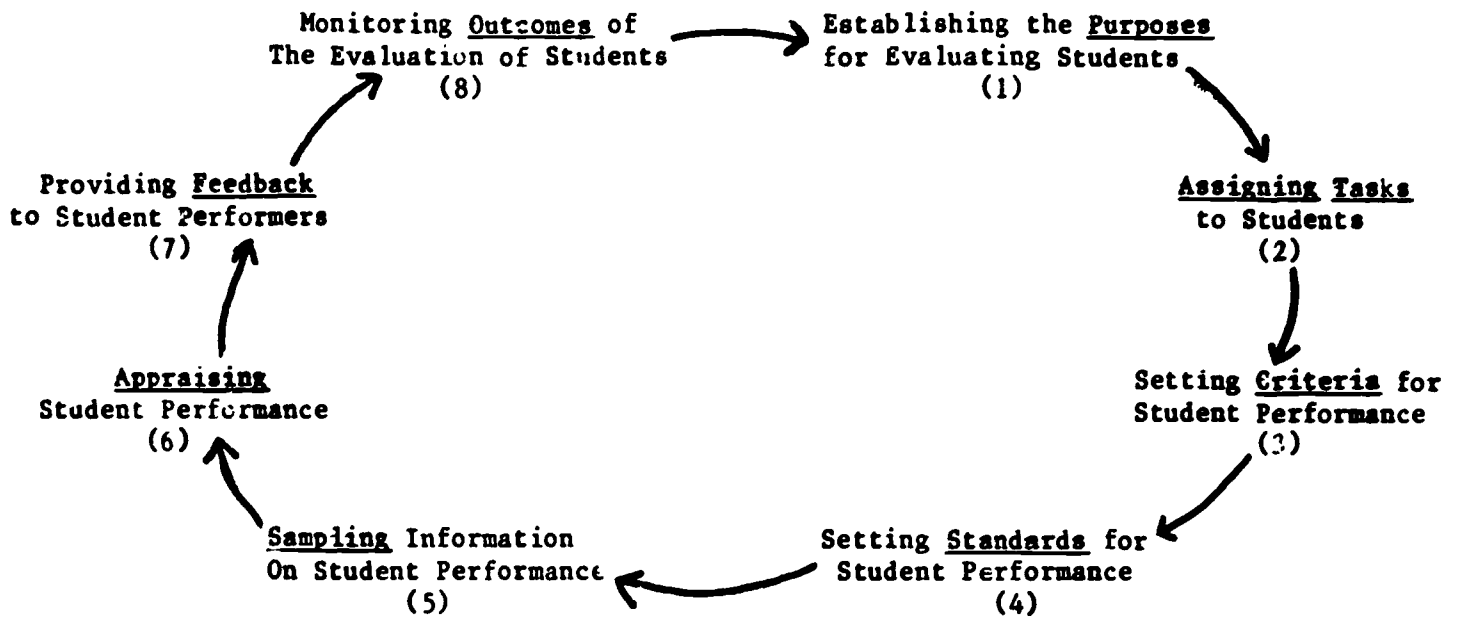 Establishing the Purposes
for Evaluating Students
(1)
Assigning Tasks
to Students
(2)
Setting Criteria for
Student Performance
(3)
Setting Standards for
Student Performance
(4)
Sampling Information
On Student Performance
(5)
Appraising
Student Performance
(6)
Providing Feedback
to Student Performers
(7)
Monitoring Outcomes of
The Evaluation of Students
(8)